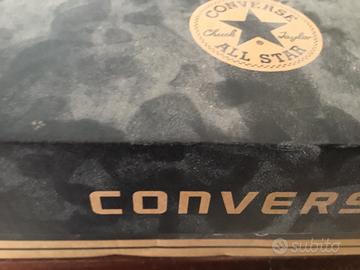 CONVERSE
Chuck Taylor
ALL STAR
CONVERS
subito